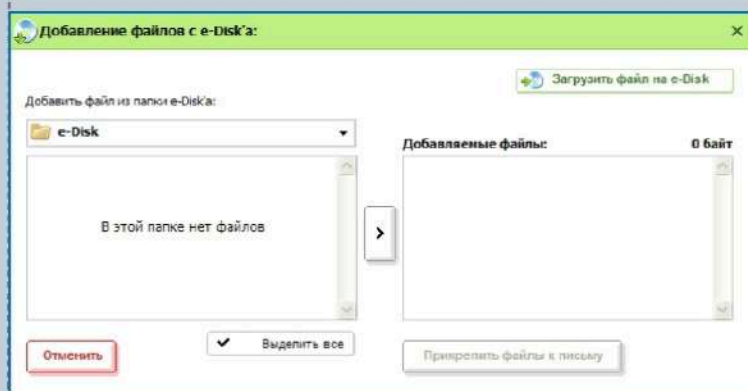 Добавление файлов с e-Disk'а:
Загрузить файл на e-Disk
Добавить файл из папки e-Disk'а:
e-Disk
Добавляемые файлы: 0 байт
В этой папке нет файлов
Выделить все
Отменить
Прикрепить файлы к письму